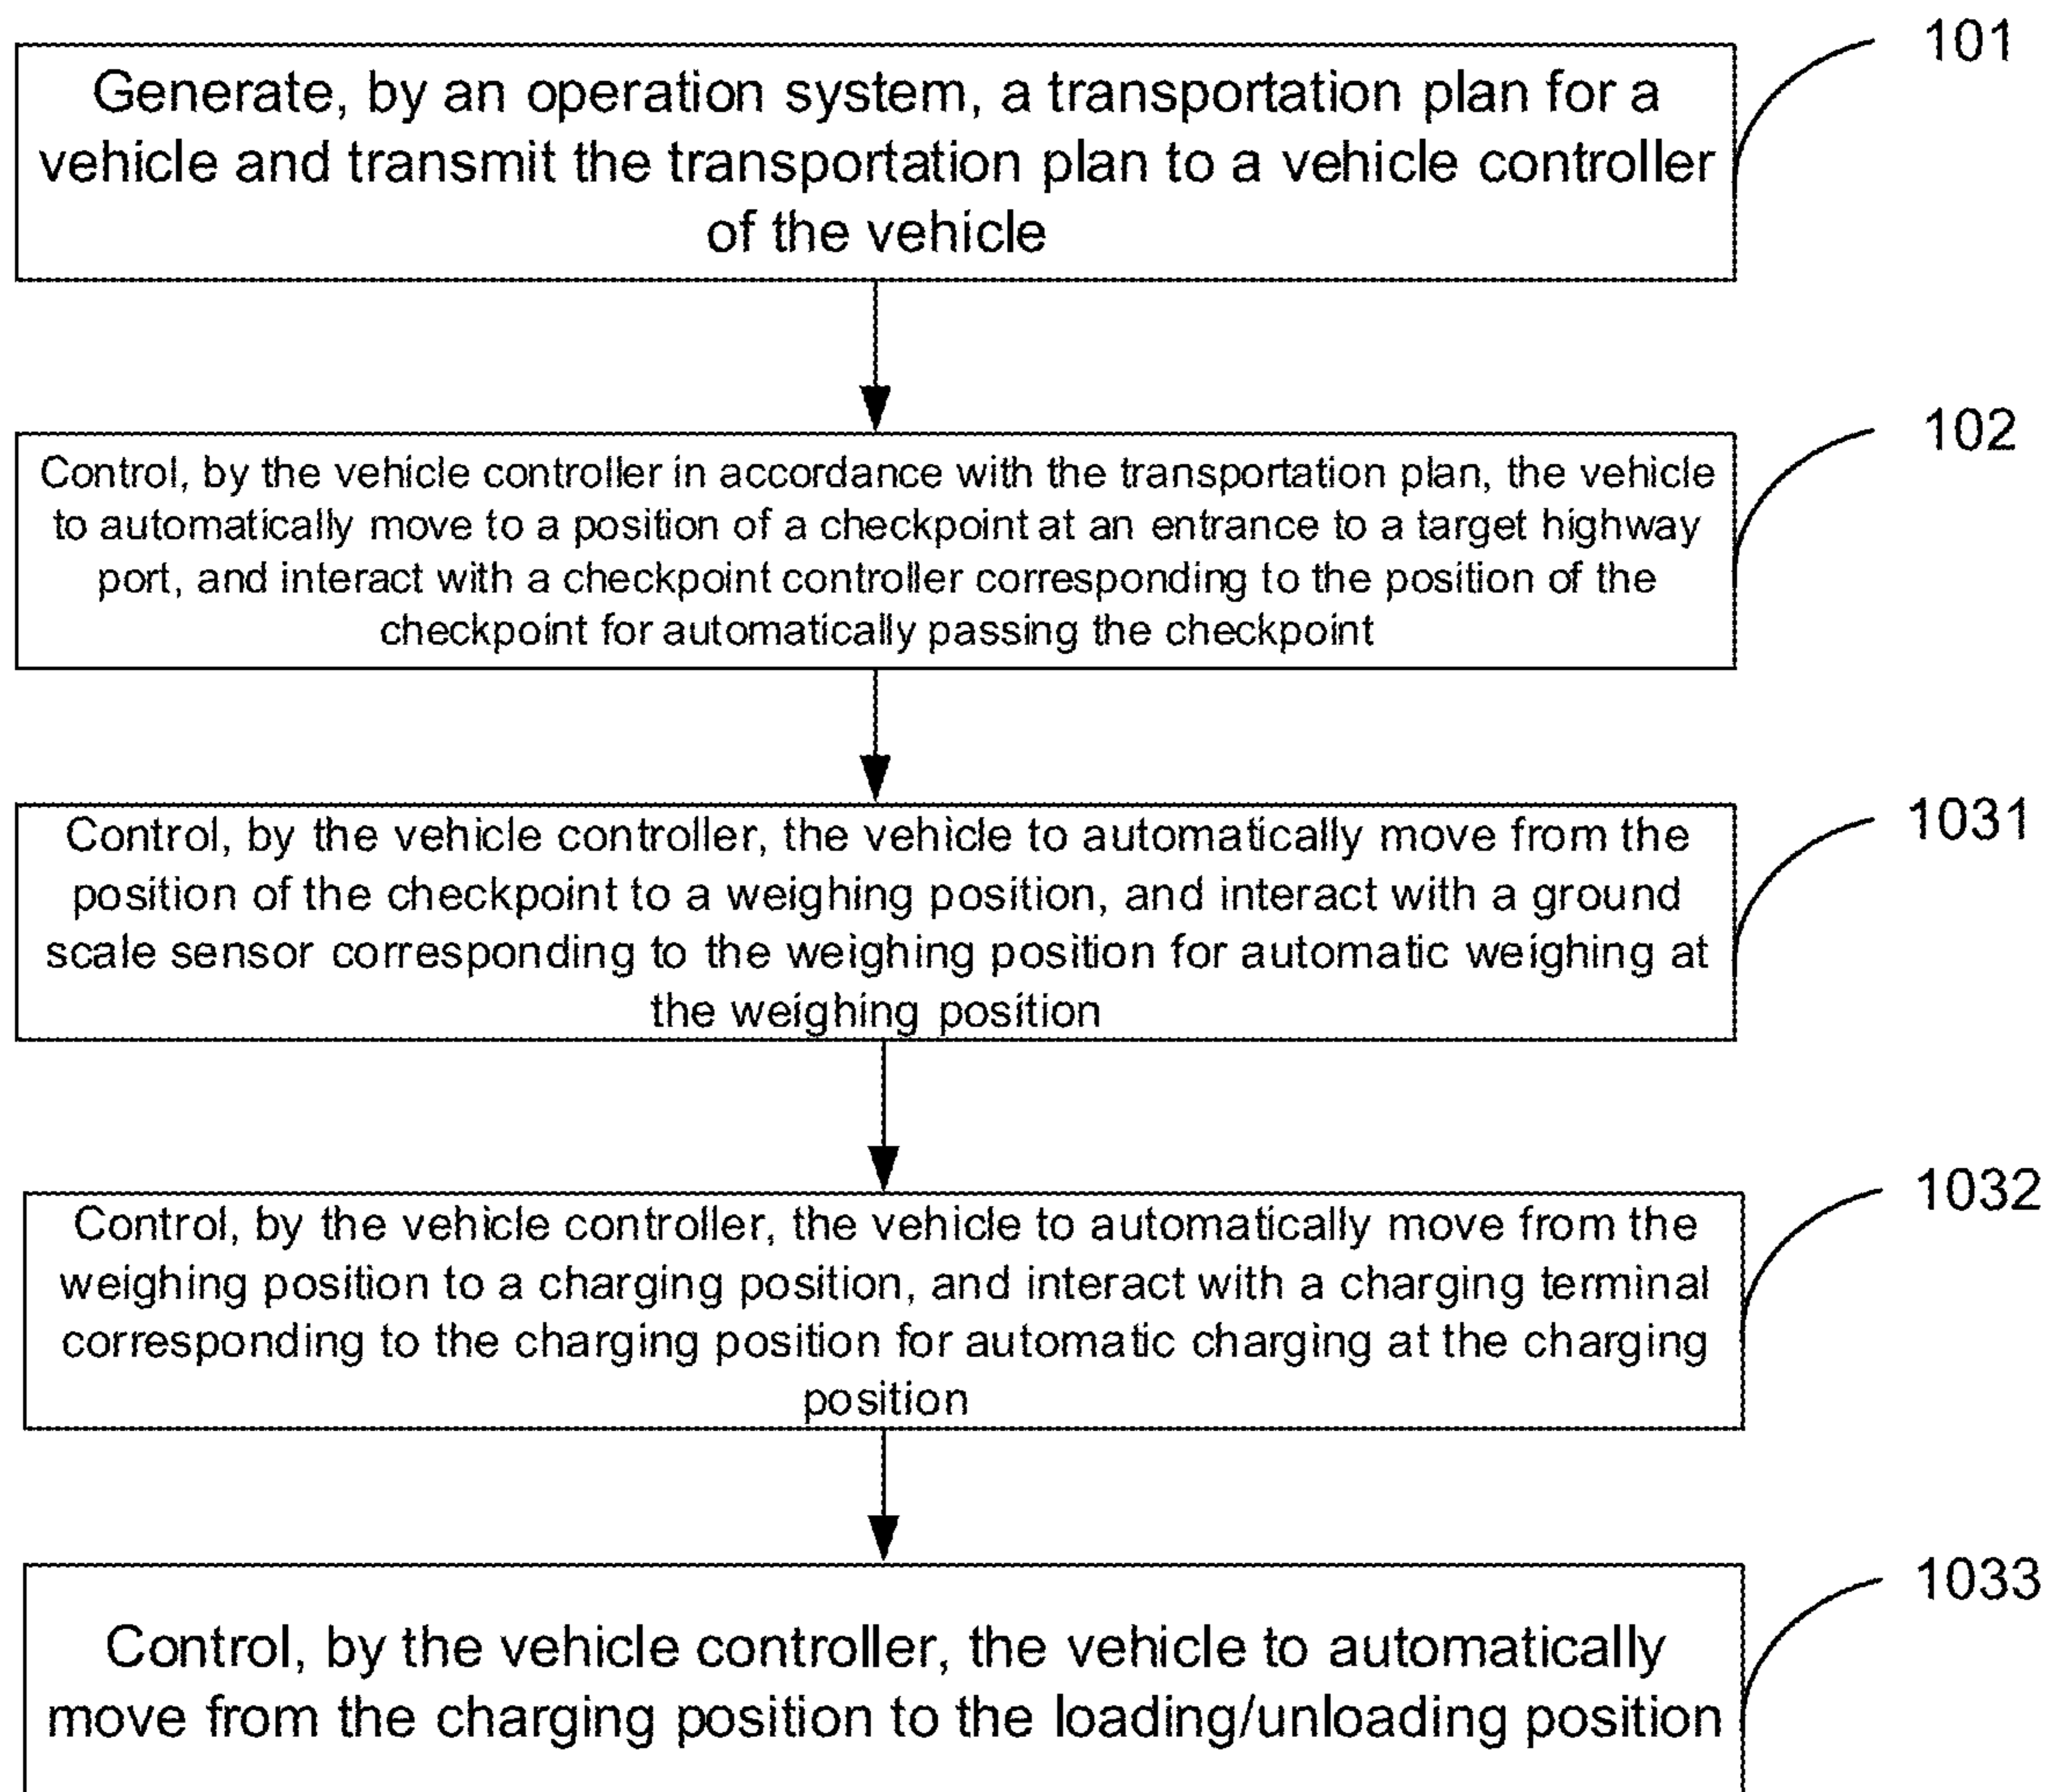 101
Generate, by an operation system, a transportation plan for a
vehicle and transmit the transportation plan to a vehicle controller
of the vehicle
102
Control, by the vehicle controller in accordance with the transportation plan, the vehicle
to automatically move to a position of a checkpoint at an entrance to a target highway
port, and interact with a checkpoint controller corresponding to the position of the
checkpoint for automatically passing the checkpoint
1031
Control, by the vehicle controller, the vehicle to automatically move from the
position of the checkpoint to a weighing position, and interact with a ground
scale sensor corresponding to the weighing position for automatic weighing at
the weighing position
1032
Control, by the vehicle controller, the vehicle to automatically move from the
weighing position to a charging position, and interact with a charging terminal
corresponding to the charging position for automatic charging at the charging
position
1033
Control, by the vehicle controller, the vehicle to automatically
move from the charging position to the loading/unloading position